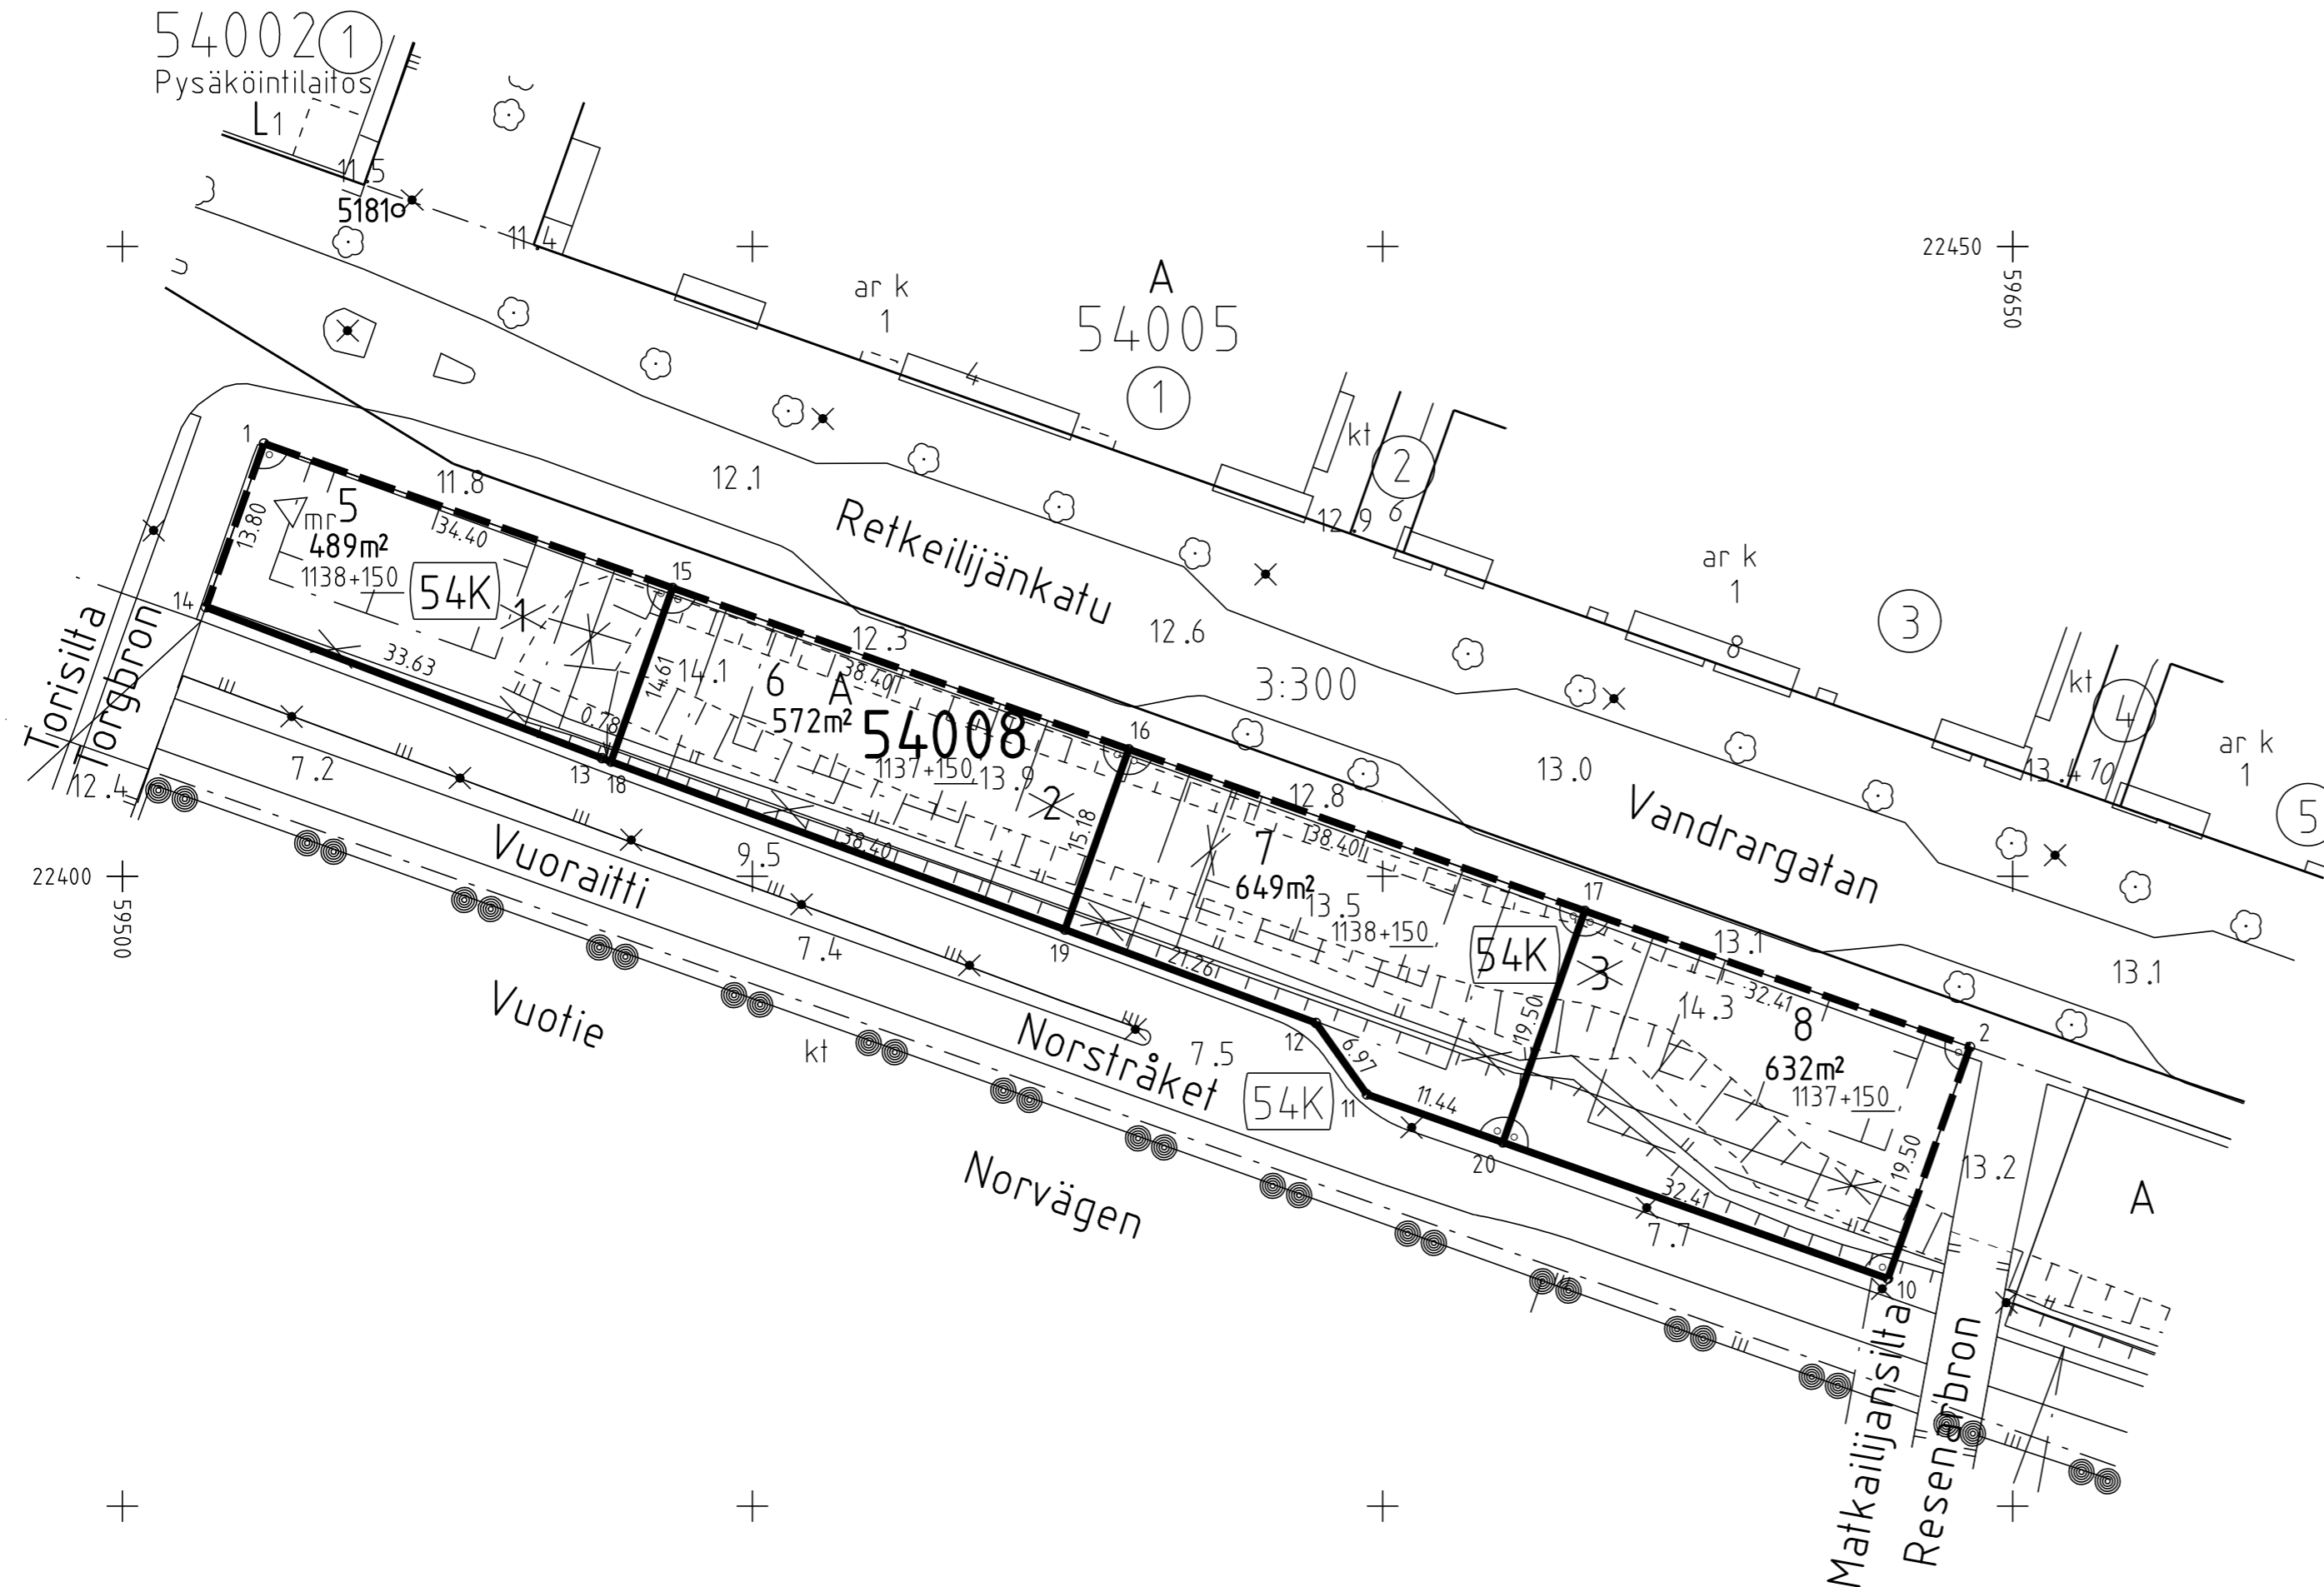 54002 1
Pysäköintilaitos
L1
11.5
5181
11.4
22450
59650
ar k
1
A
54005
1
4
kt
2
6
12.9
ar k
1
8
3
kt
4
10
13.4
ar k
1
5
1
5
mr
489m²
1138+150
54K
1
11.8
34.40
13.80
14
33.63
0.78
13
18
15
14.61
14.1
12.1
Retkeilijänkatu
12.6
3:300
13.0
Vandrargatan
13.1
6
A
572m²
54008
1137+150
13.9
2
12.3
38.40
38.40
16
15.18
19
12.8
38.40
7
649m²
13.5
1138+150
54K
3
17
21.26
12
6.97
11
11.44
19.50
20
13.1
32.41
14.3
8
632m²
1137+150
2
19.50
32.41
10
13.2
A
7.7
Torisilta
Torgbron
12.4
7.2
22400
59500
Vuoraitti
9.5
7.4
Norstråket
7.5
54K
Vuotie
kt
Norvägen
Matkailijansilta
Resenärbron